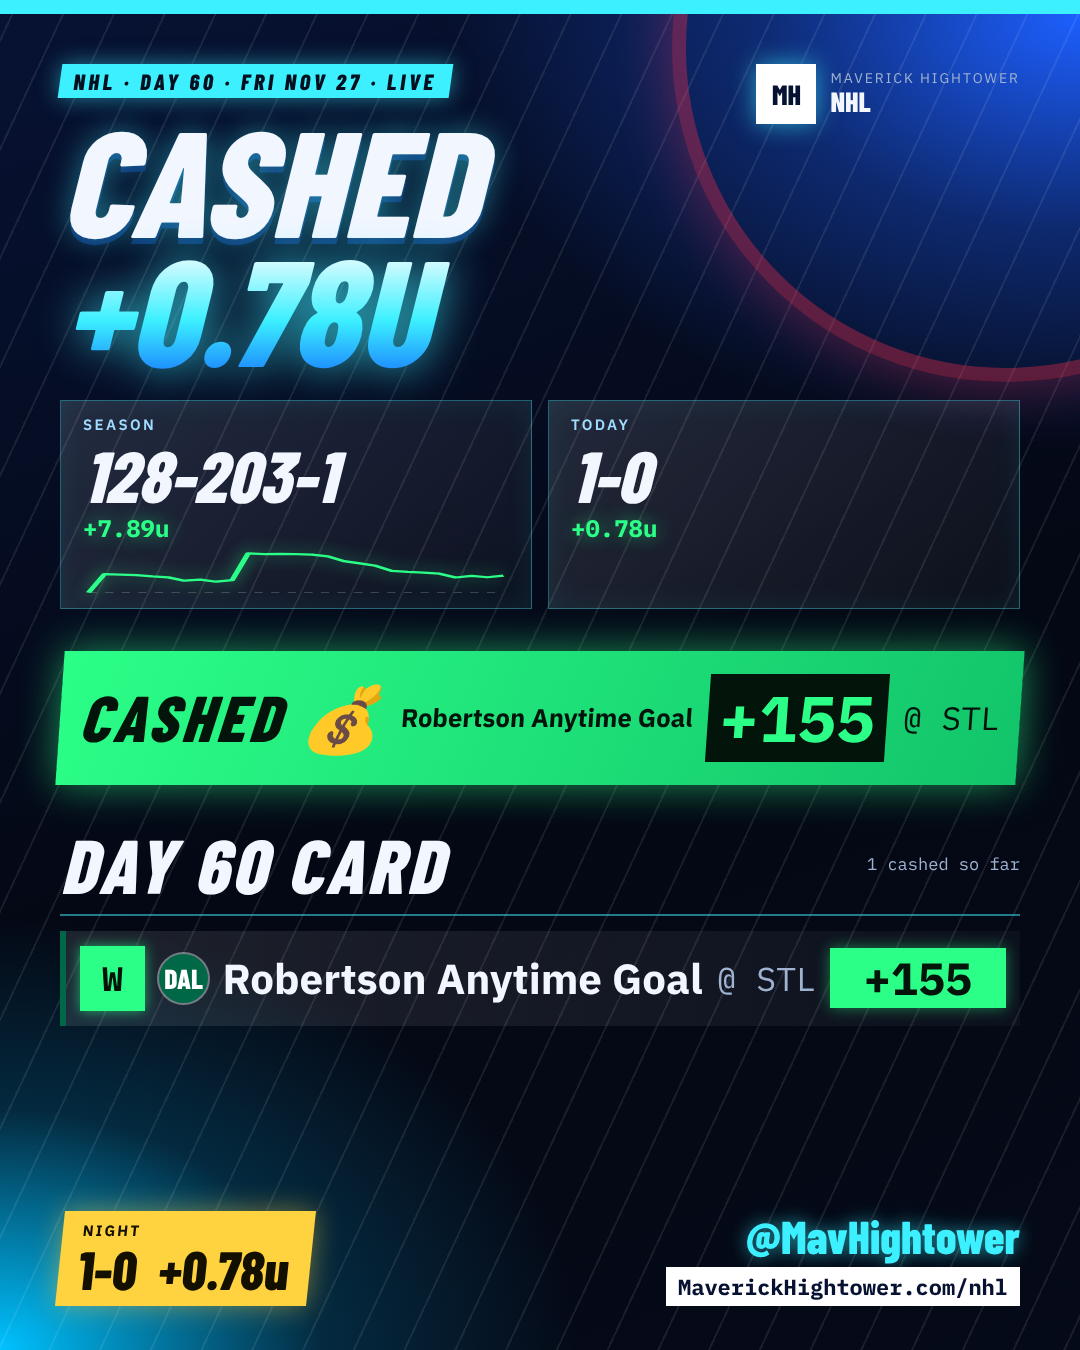 NHL · DAY 60 · FRI NOV 27 · LIVE
MH
MAVERICK HIGHTOWER
NHL
CASHED
+0.78U
SEASON
128-203-1
+7.89u
TODAY
1-0
+0.78u
CASHED 💰 Robertson Anytime Goal +155 @ STL
DAY 60 CARD
1 cashed so far
W DAL Robertson Anytime Goal @ STL +155
NIGHT
1-0 +0.78u
@MavHightower
MaverickHightower.com/nhl